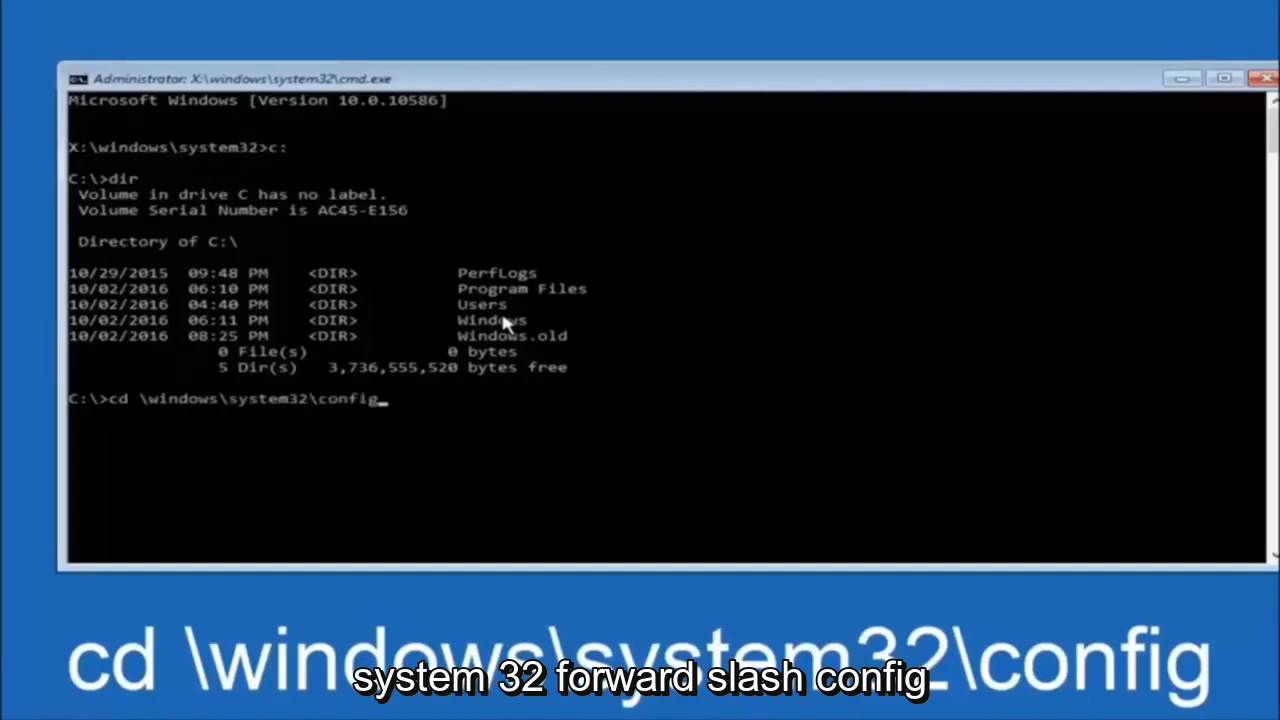 Administrator: X:\windows\system32\cmd.exe
Microsoft Windows [Version 10.0.10586]
X:\windows\system32>c:
C:\>dir
Volume in drive C has no label.
Volume Serial Number is AC45-E156
Directory of C:\
10/29/2015 09:48 PM <DIR> PerfLogs
10/02/2016 06:10 PM <DIR> Program Files
10/02/2016 04:40 PM <DIR> Users
10/02/2016 06:11 PM <DIR> Windows
10/02/2016 08:25 PM <DIR> Windows.old
0 File(s) 0 bytes
5 Dir(s) 3,736,555,520 bytes free
C:\>cd \windows\system32\config_
cd \windows\system32\config
system 32 forward slash config